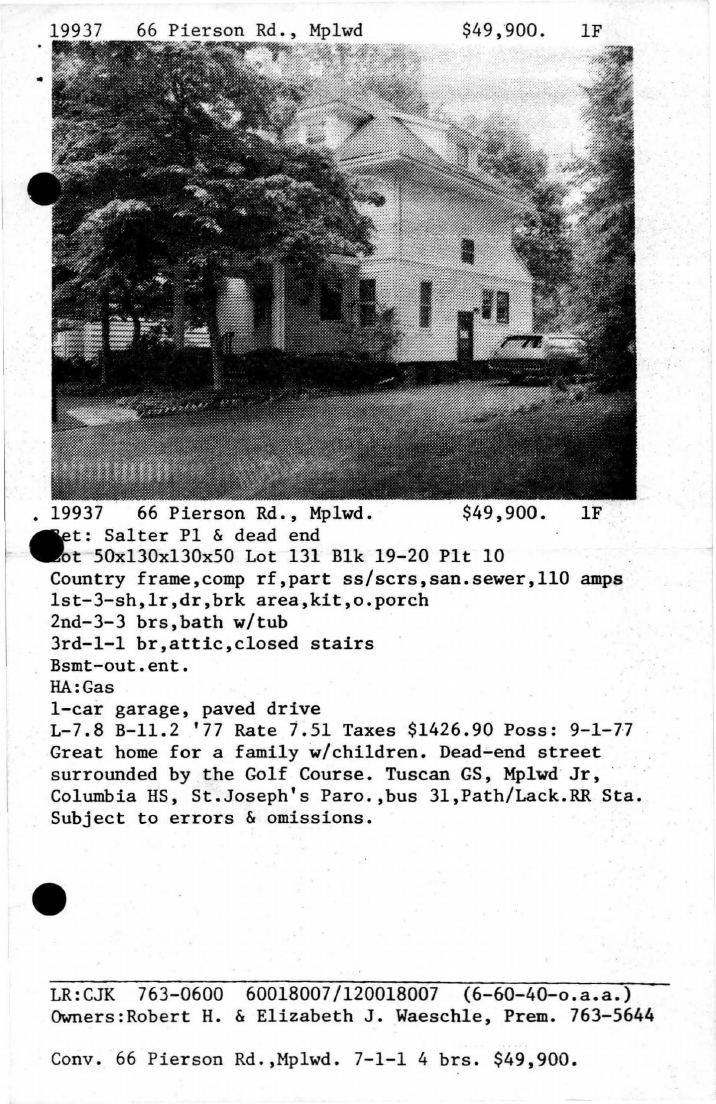 19937 66 Pierson Rd., Mplwd $49,900. 1F
. 19937 66 Pierson Rd., Mplwd. $49,900. 1F
et: Salter Pl & dead end
ot 50x130x130x50 Lot 131 Blk 19-20 Plt 10
Country frame,comp rf,part ss/scrs,san.sewer,110 amps
1st-3-sh,lr,dr,brk area,kit,o.porch
2nd-3-3 brs,bath w/tub
3rd-1-1 br,attic,closed stairs
Bsmt-out.ent.
HA:Gas
1-car garage, paved drive
L-7.8 B-11.2 '77 Rate 7.51 Taxes $1426.90 Poss: 9-1-77
Great home for a family w/children. Dead-end street
surrounded by the Golf Course. Tuscan GS, Mplwd Jr,
Columbia HS, St.Joseph's Paro.,bus 31,Path/Lack.RR Sta.
Subject to errors & omissions.
LR:CJK 763-0600 60018007/120018007 (6-60-40-o.a.a.)
Owners:Robert H. & Elizabeth J. Waeschle, Prem. 763-5644
Conv. 66 Pierson Rd.,Mplwd. 7-1-1 4 brs. $49,900.